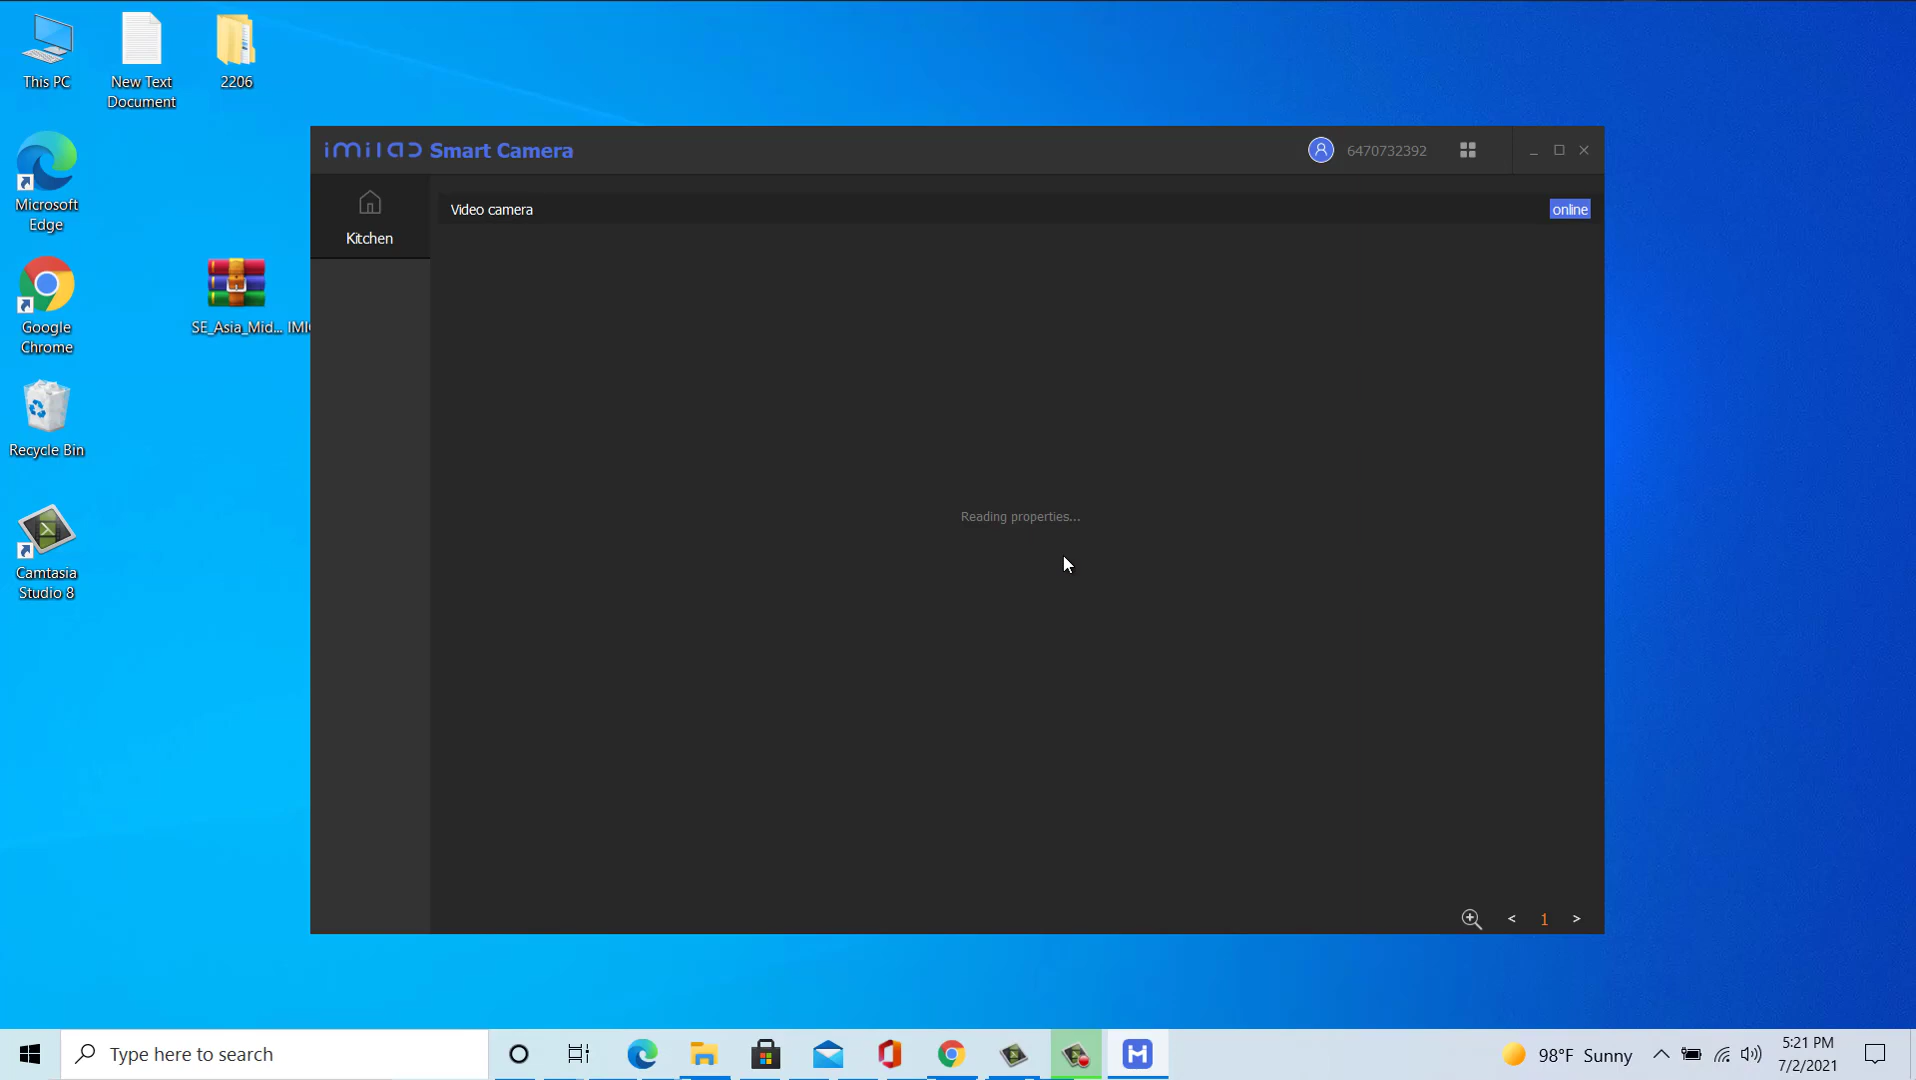 This PC
New Text
Document
2206
Microsoft
Edge
Google
Chrome
SE_Asia_Mid... IMI
Recycle Bin
Camtasia
Studio 8
imilab Smart Camera
6470732392
Kitchen
Video camera
online
Reading properties...
< 1 >
Type here to search
98°F Sunny
5:21 PM
7/2/2021